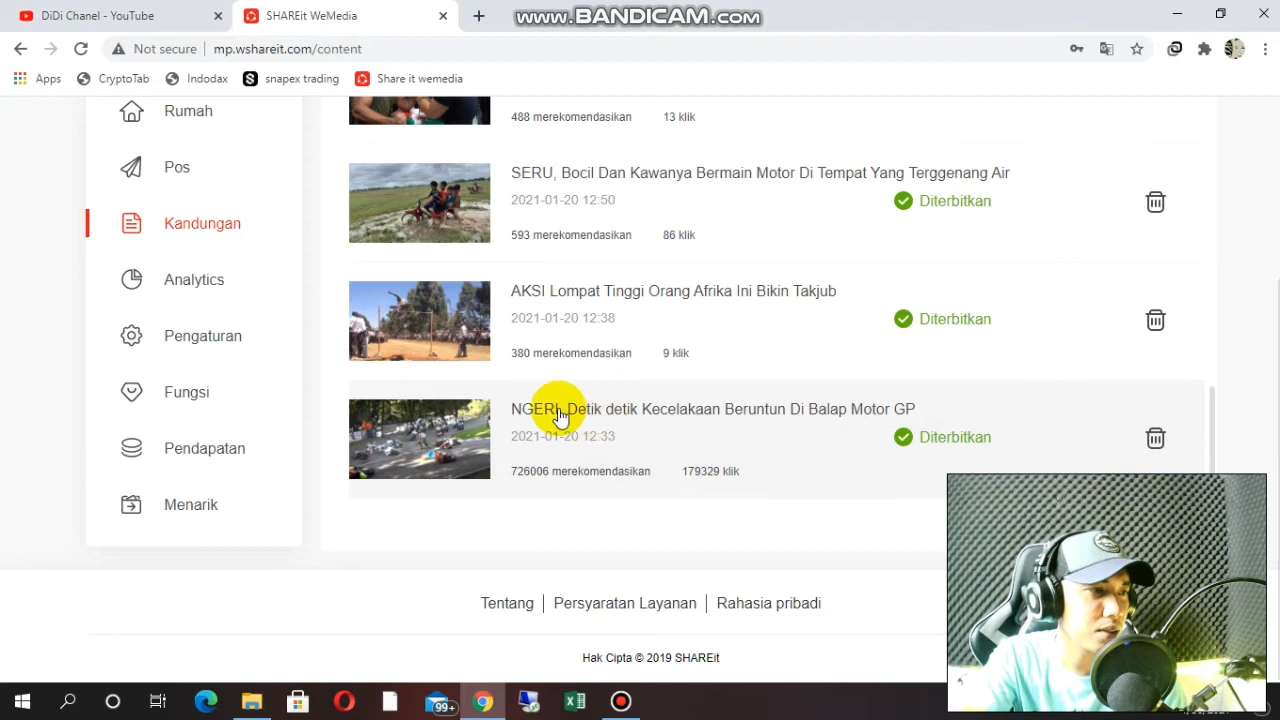 DiDi Chanel - YouTube
SHAREit WeMedia
www.BANDICAM.com
Not secure
mp.wshareit.com/content
Apps
CryptoTab
Indodax
snapex trading
Share it wemedia
Rumah
Pos
Kandungan
Analytics
Pengaturan
Fungsi
Pendapatan
Menarik
488 merekomendasikan 13 klik
SERU, Bocil Dan Kawanya Bermain Motor Di Tempat Yang Terggenang Air
2021-01-20 12:50
Diterbitkan
593 merekomendasikan 86 klik
AKSI Lompat Tinggi Orang Afrika Ini Bikin Takjub
2021-01-20 12:38
Diterbitkan
380 merekomendasikan 9 klik
NGERI, Detik detik Kecelakaan Beruntun Di Balap Motor GP
2021-01-20 12:33
Diterbitkan
726006 merekomendasikan 179329 klik
Tentang | Persyaratan Layanan | Rahasia pribadi
Hak Cipta © 2019 SHAREit
99+